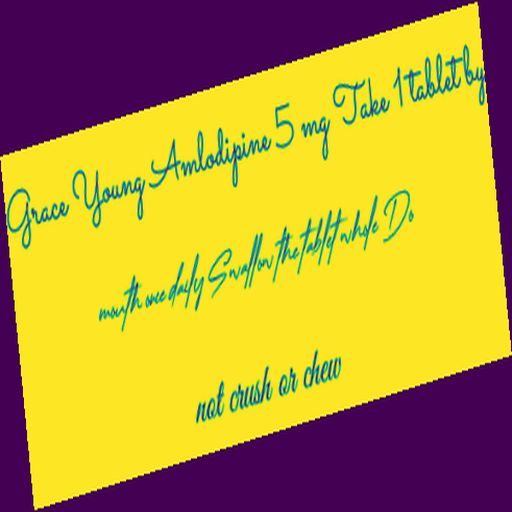 Grace Young Amlodipine 5 mg Take 1 tablet by
mouth once daily Swallow the tablet whole Do
not crush or chew